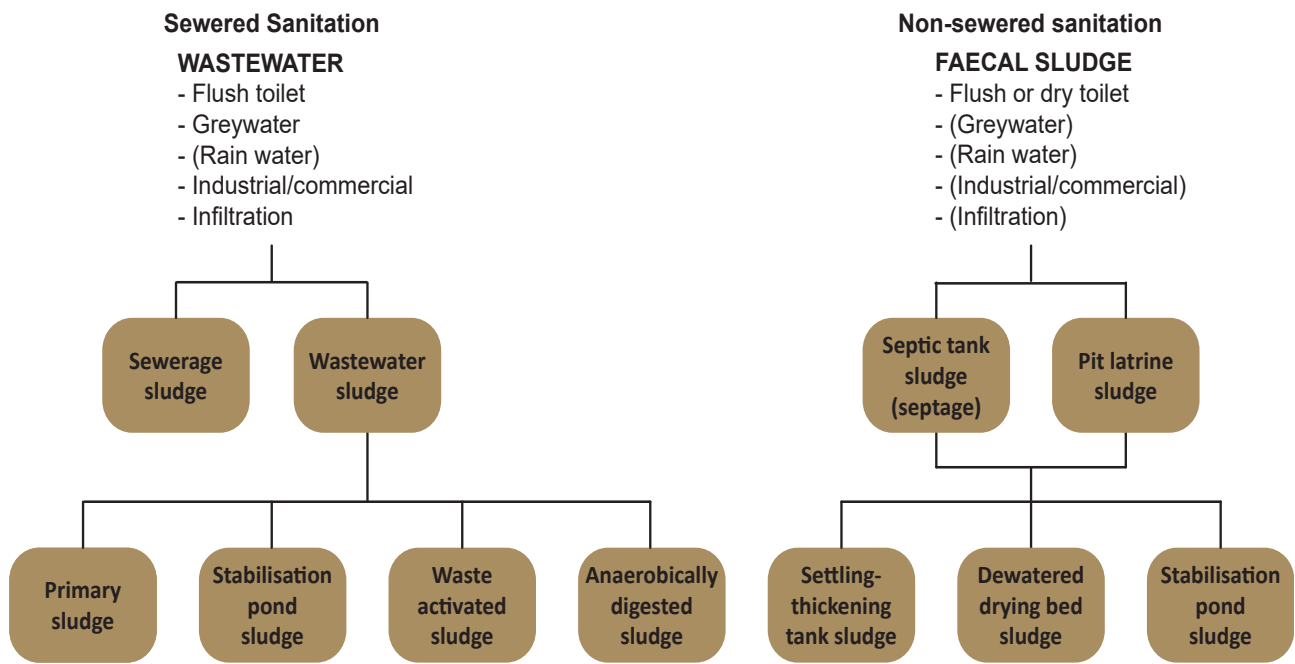 Sewered Sanitation
WASTEWATER
- Flush toilet
- Greywater
- (Rain water)
- Industrial/commercial
- Infiltration
Non-sewered sanitation
FAECAL SLUDGE
- Flush or dry toilet
- (Greywater)
- (Rain water)
- (Industrial/commercial)
- (Infiltration)
Sewerage
sludge
Wastewater
sludge
Septic tank
sludge
(septage)
Pit latrine
sludge
Primary
sludge
Stabilisation
pond
sludge
Waste
activated
sludge
Anaerobically
digested
sludge
Settling-
thickening
tank sludge
Dewatered
drying bed
sludge
Stabilisation
pond
sludge